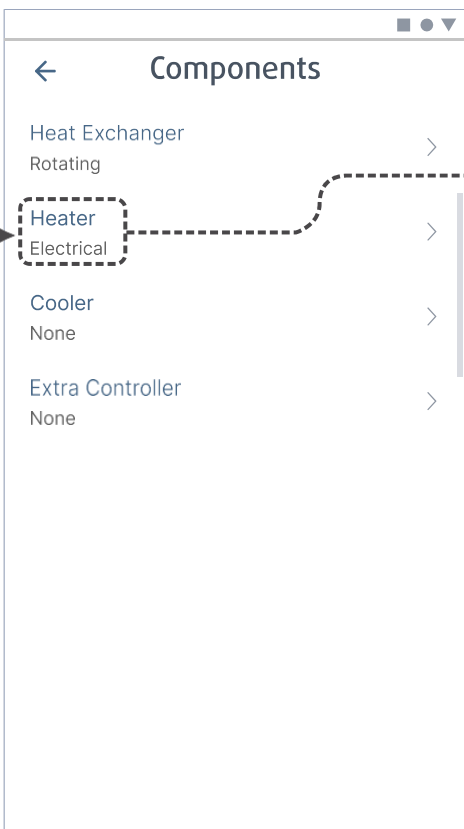 Components
Heat Exchanger
Rotating
Heater
Electrical
Cooler
None
Extra Controller
None